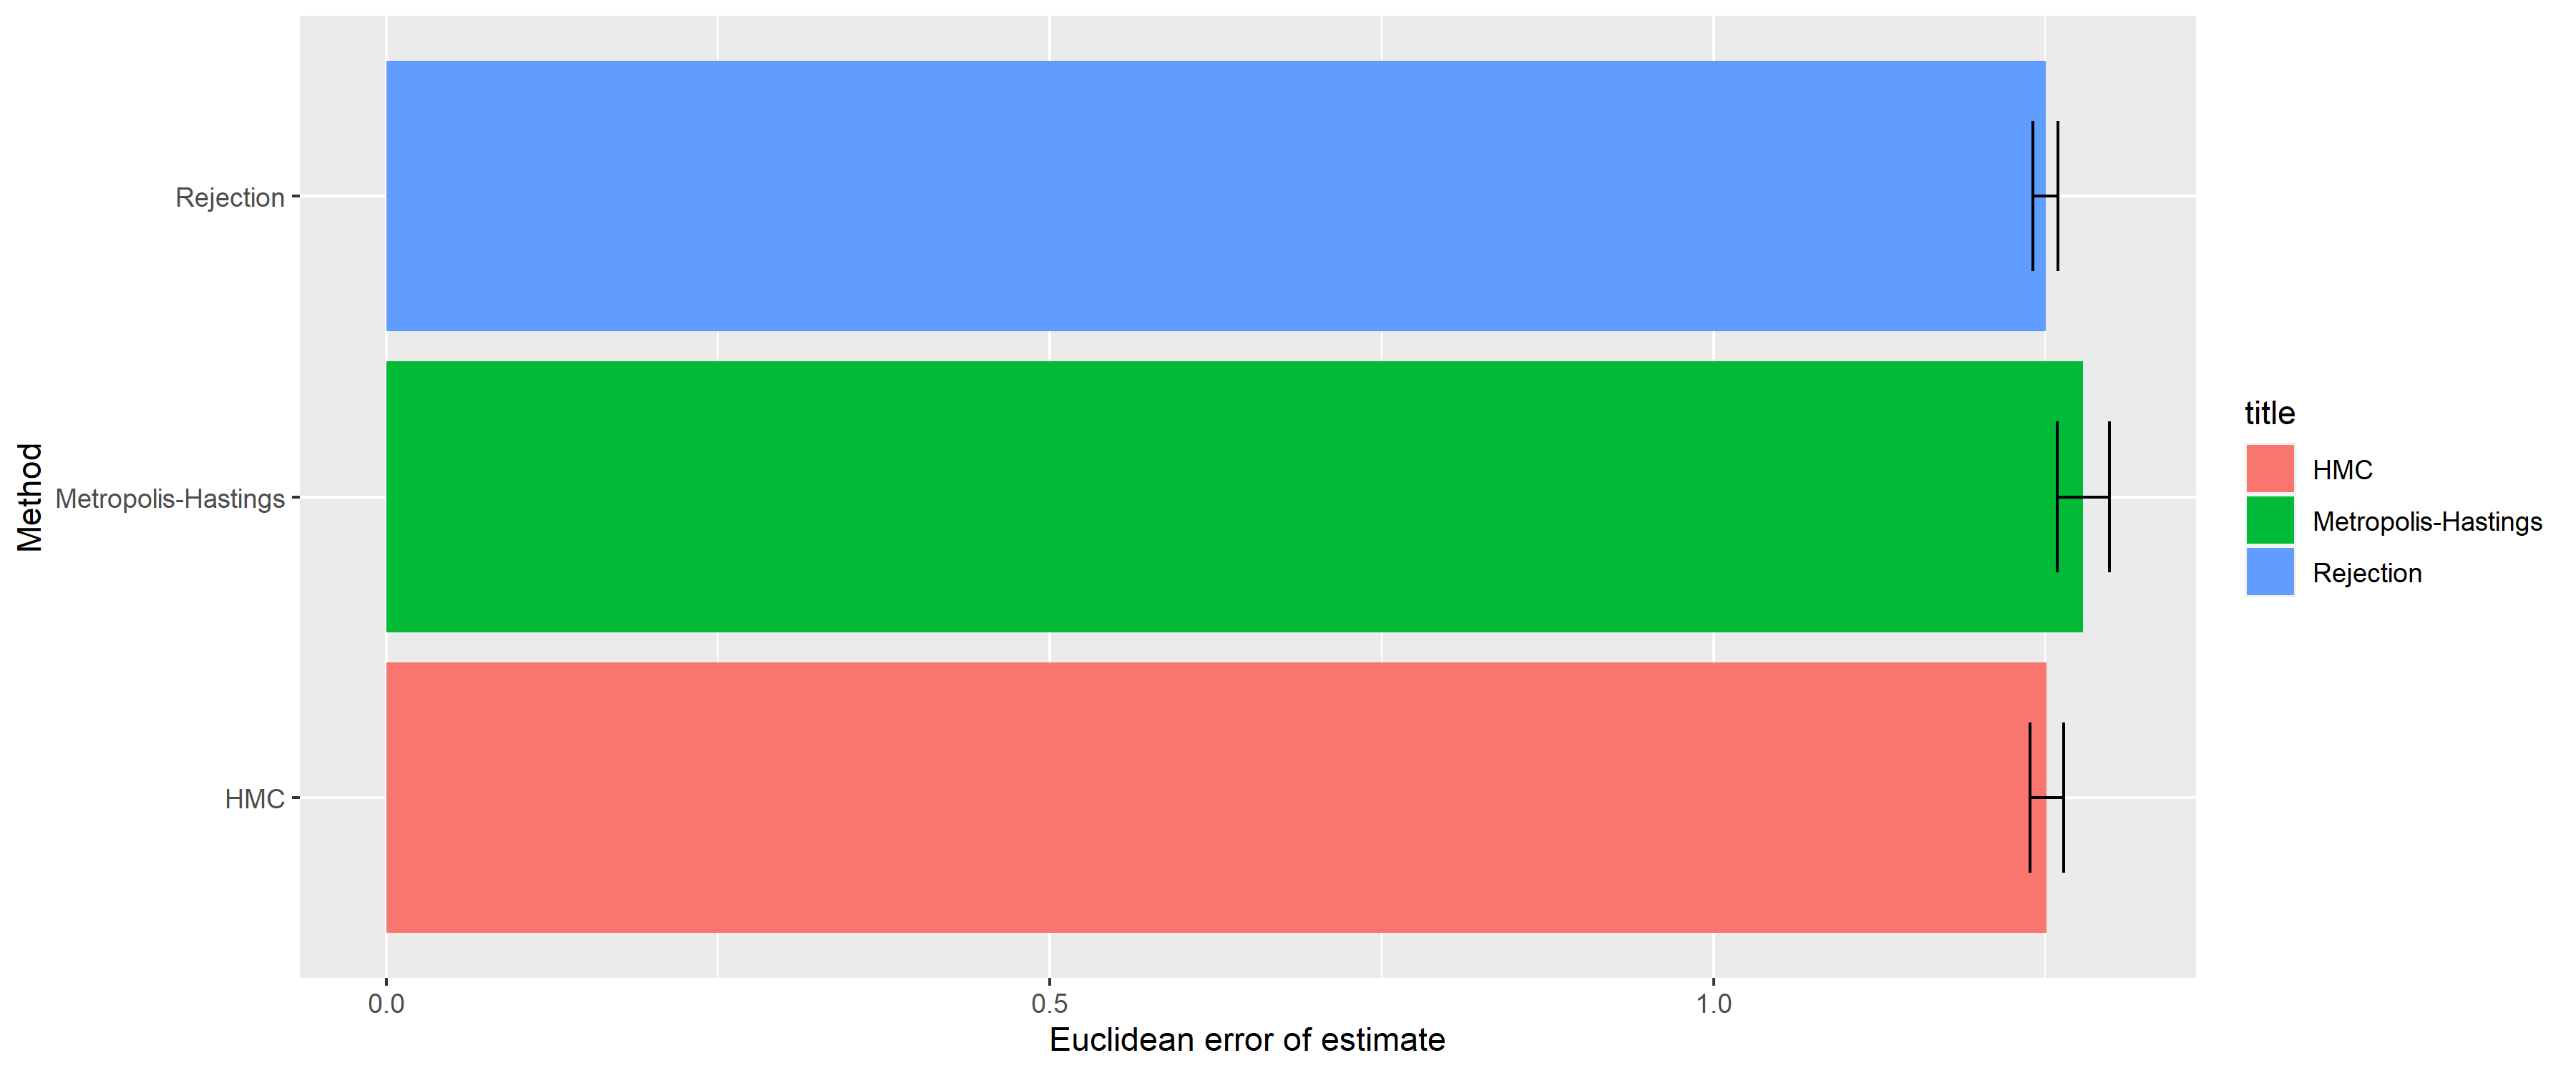 Method
Rejection
Metropolis-Hastings
HMC
0.0 0.5 1.0
Euclidean error of estimate
title
HMC
Metropolis-Hastings
Rejection